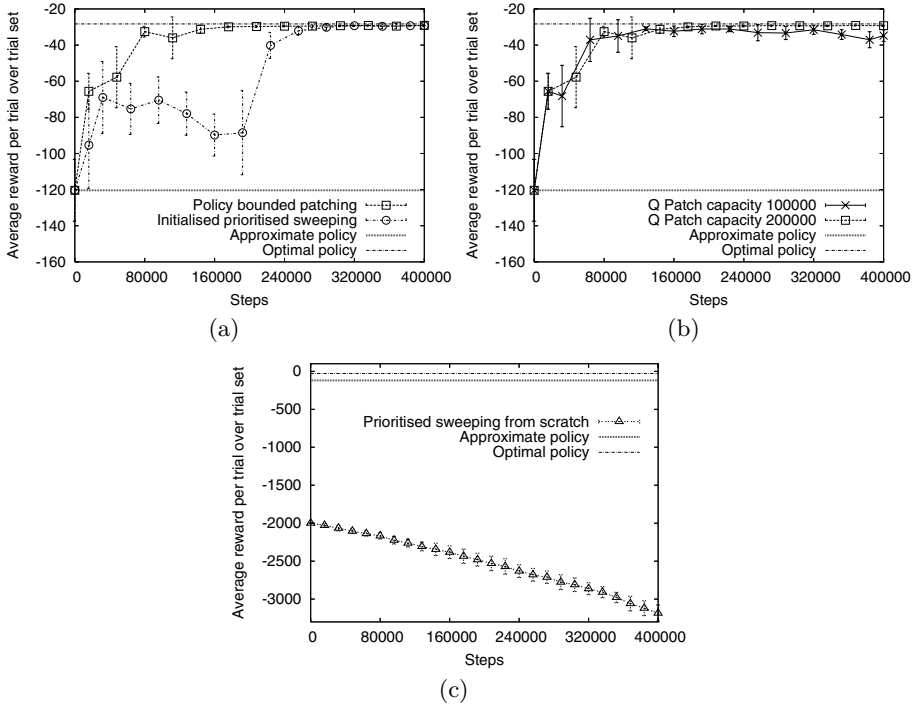 -20
-40
-60
-80
-100
-120
-140
-160
Average reward per trial over trial set
Policy bounded patching
Initialised prioritised sweeping
Approximate policy
Optimal policy
0 80000 160000 240000 320000 400000
Steps
(a)
-20
-40
-60
-80
-100
-120
-140
-160
Average reward per trial over trial set
Q Patch capacity 100000
Q Patch capacity 200000
Approximate policy
Optimal policy
0 80000 160000 240000 320000 400000
Steps
(b)
0
-500
-1000
-1500
-2000
-2500
-3000
Average reward per trial over trial set
Prioritised sweeping from scratch
Approximate policy
Optimal policy
0 80000 160000 240000 320000 400000
Steps
(c)